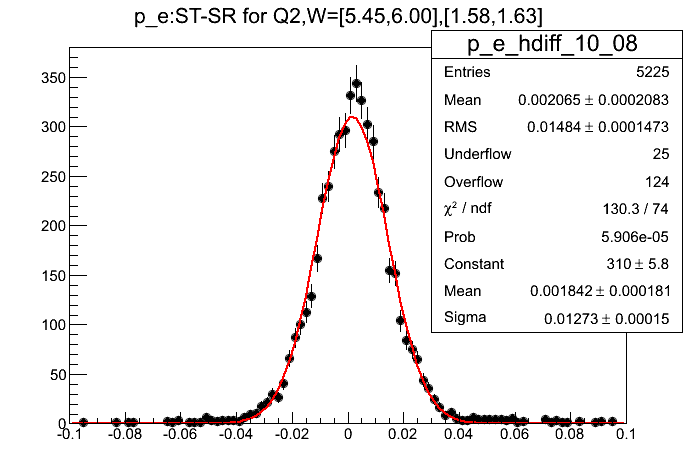 p_e:ST-SR for Q2,W=[5.45,6.00],[1.58,1.63]
p_e_hdiff_10_08
Entries 5225
Mean 0.002065 ± 0.0002083
RMS 0.01484 ± 0.0001473
Underflow 25
Overflow 124
χ² / ndf 130.3 / 74
Prob 5.906e-05
Constant 310 ± 5.8
Mean 0.001842 ± 0.000181
Sigma 0.01273 ± 0.00015
350
300
250
200
150
100
50
0
-0.1 -0.08 -0.06 -0.04 -0.02 0 0.02 0.04 0.06 0.08 0.1